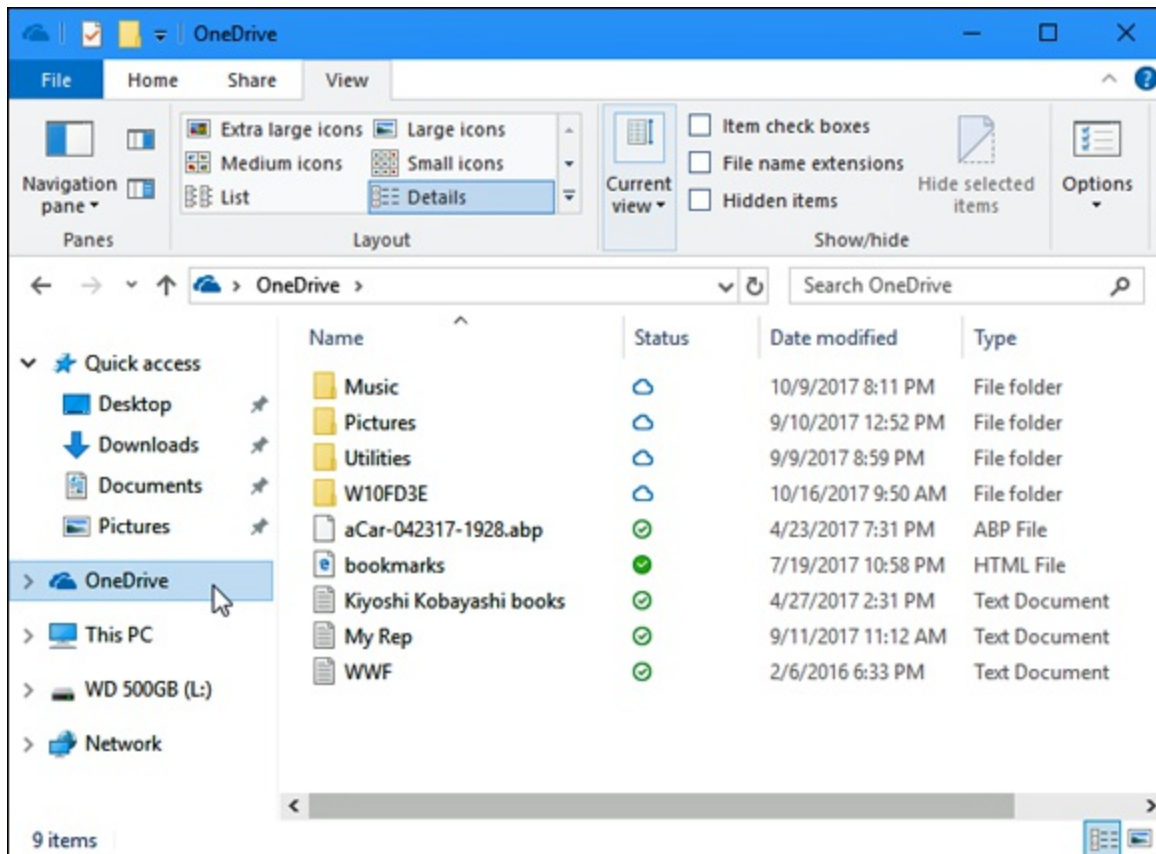 OneDrive
File Home Share View
Extra large icons Large icons Item check boxes
Medium icons Small icons File name extensions
Navigation pane List Details Current view Hidden items Hide selected items Options
Panes Layout Show/hide
OneDrive Search OneDrive
Name Status Date modified Type
Quick access
Desktop
Downloads
Documents
Pictures
OneDrive
This PC
WD 500GB (L:)
Network
Music 10/9/2017 8:11 PM File folder
Pictures 9/10/2017 12:52 PM File folder
Utilities 9/9/2017 8:59 PM File folder
W10FD3E 10/16/2017 9:50 AM File folder
aCar-042317-1928.abp 4/23/2017 7:31 PM ABP File
bookmarks 7/19/2017 10:58 PM HTML File
Kiyoshi Kobayashi books 4/27/2017 2:31 PM Text Document
My Rep 9/11/2017 11:12 AM Text Document
WWF 2/6/2016 6:33 PM Text Document
9 items